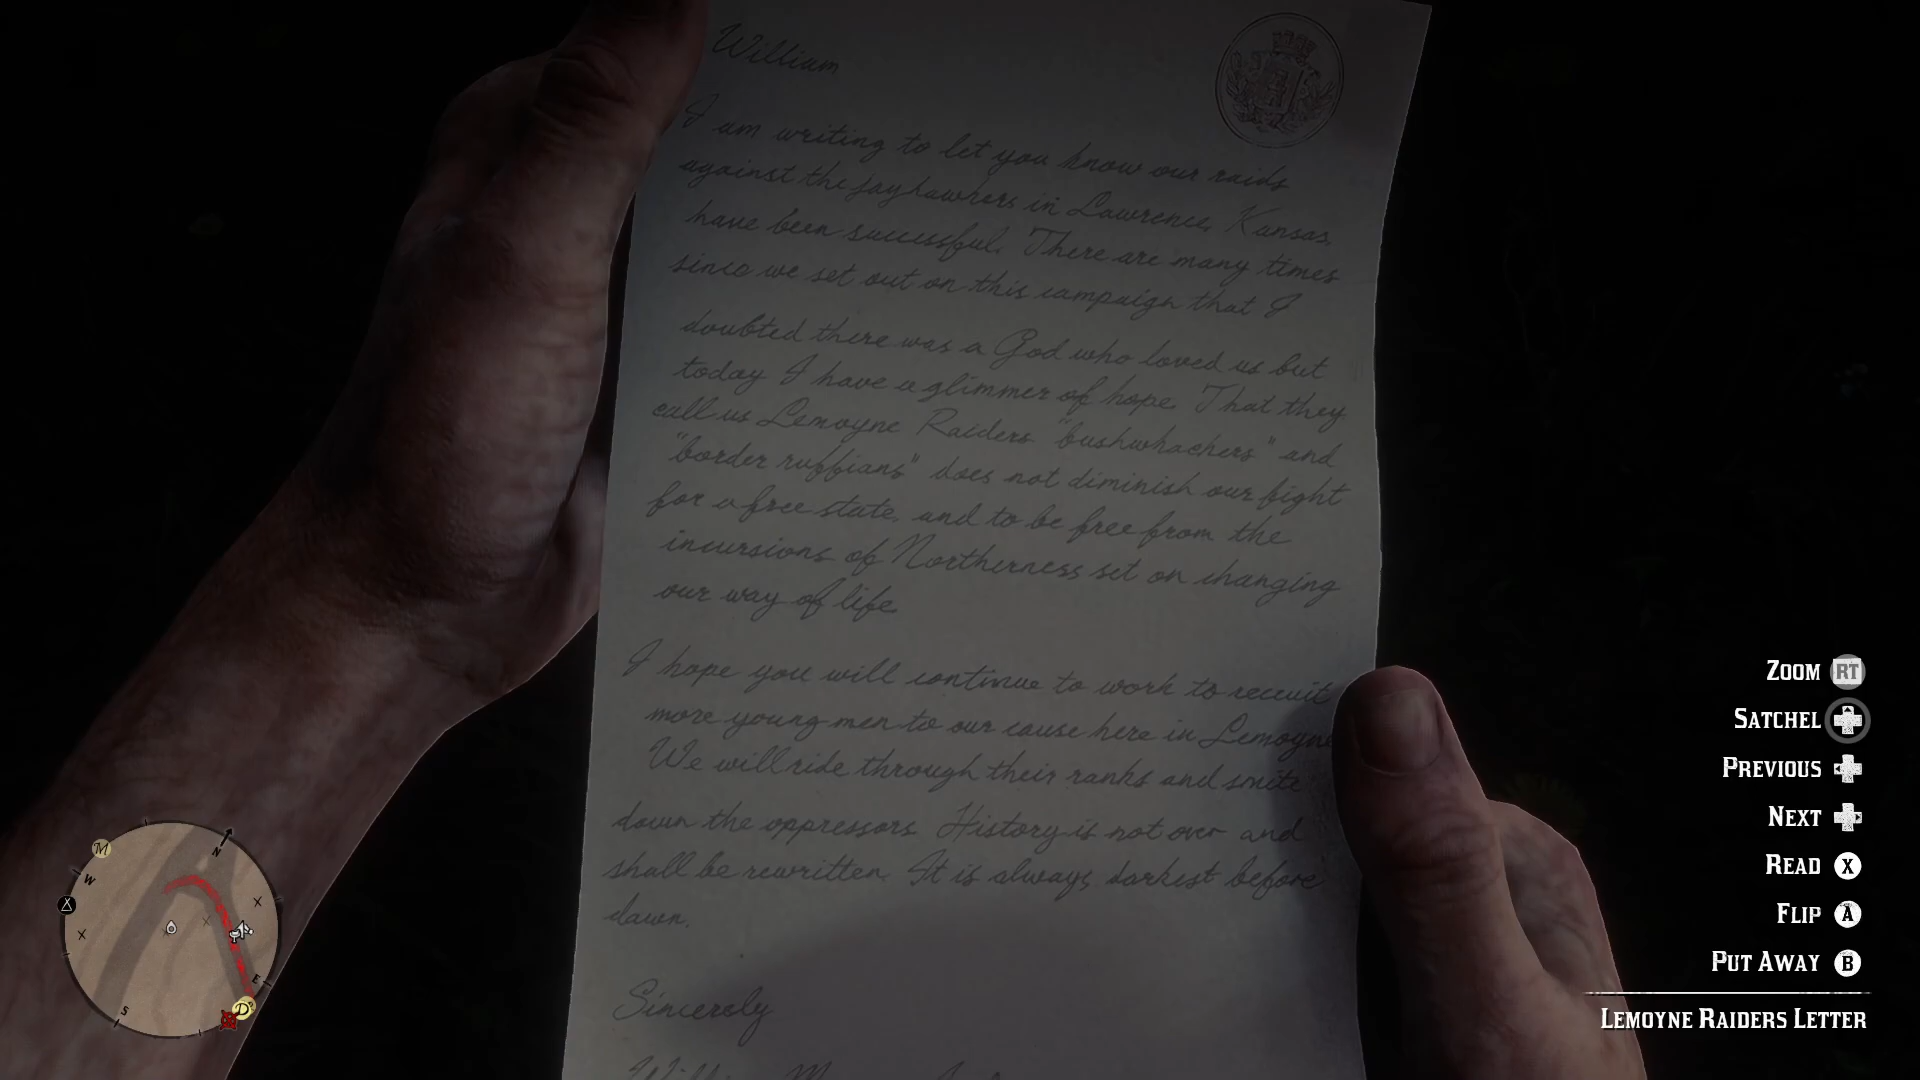 William
I am writing to let you know our raids
against the jayhawkers in Lawrence, Kansas,
have been successful. There are many times
since we set out on this campaign that I
doubted there was a God who loved us but
today I have a glimmer of hope. That they
call us Lemoyne Raiders "bushwhackers" and
"border ruffians" does not diminish our fight
for a free state, and to be free from the
incursions of Northerness set on changing
our way of life.
I hope you will continue to work to recruit
more young men to our cause here in Lemoyne
We will ride through their ranks and smite
down the oppressors. History is not over and
shall be rewritten. It is always darkest before
dawn.
Sincerely
ZOOM RT
SATCHEL
PREVIOUS
NEXT
READ X
FLIP A
PUT AWAY B
LEMOYNE RAIDERS LETTER
M
W
N
E
S
D